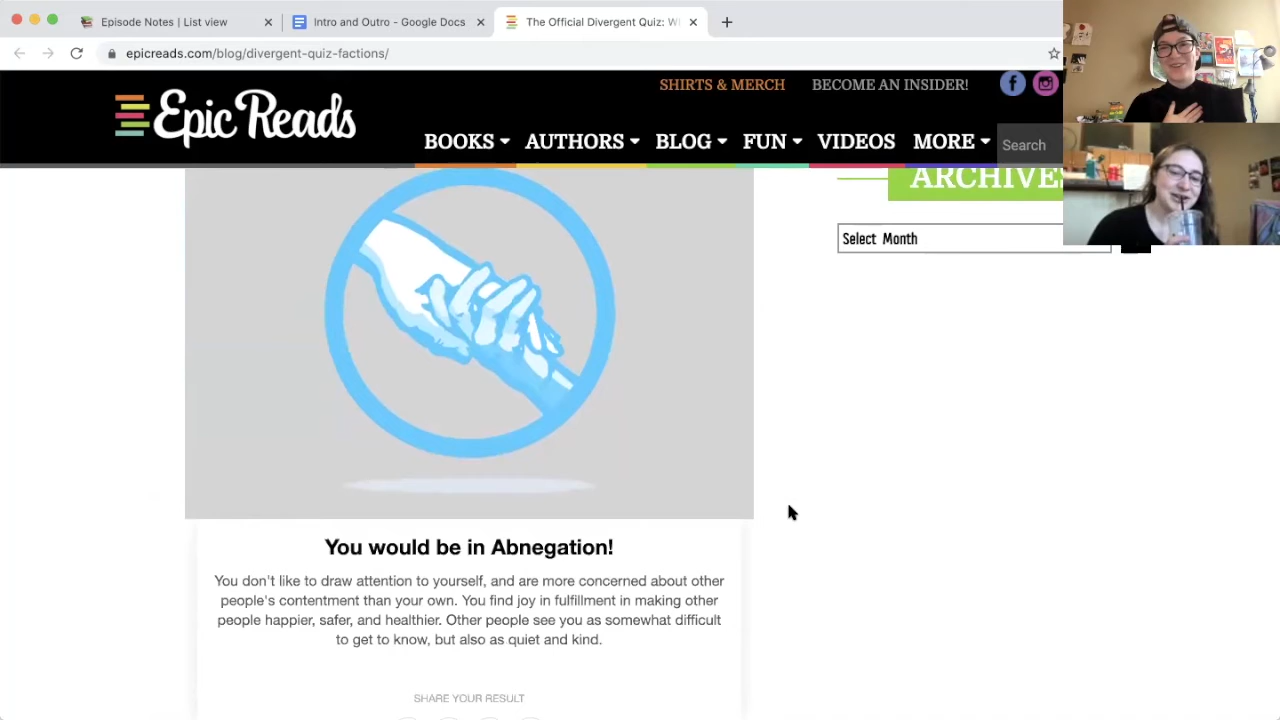 Episode Notes | List view
Intro and Outro - Google Docs
The Official Divergent Quiz: W
epicreads.com/blog/divergent-quiz-factions/
SHIRTS & MERCH
BECOME AN INSIDER!
Epic Reads
BOOKS
AUTHORS
BLOG
FUN
VIDEOS
MORE
Search
ARCHIVES
Select Month
You would be in Abnegation!
You don't like to draw attention to yourself, and are more concerned about other
people's contentment than your own. You find joy in fulfillment in making other
people happier, safer, and healthier. Other people see you as somewhat difficult
to get to know, but also as quiet and kind.
SHARE YOUR RESULT